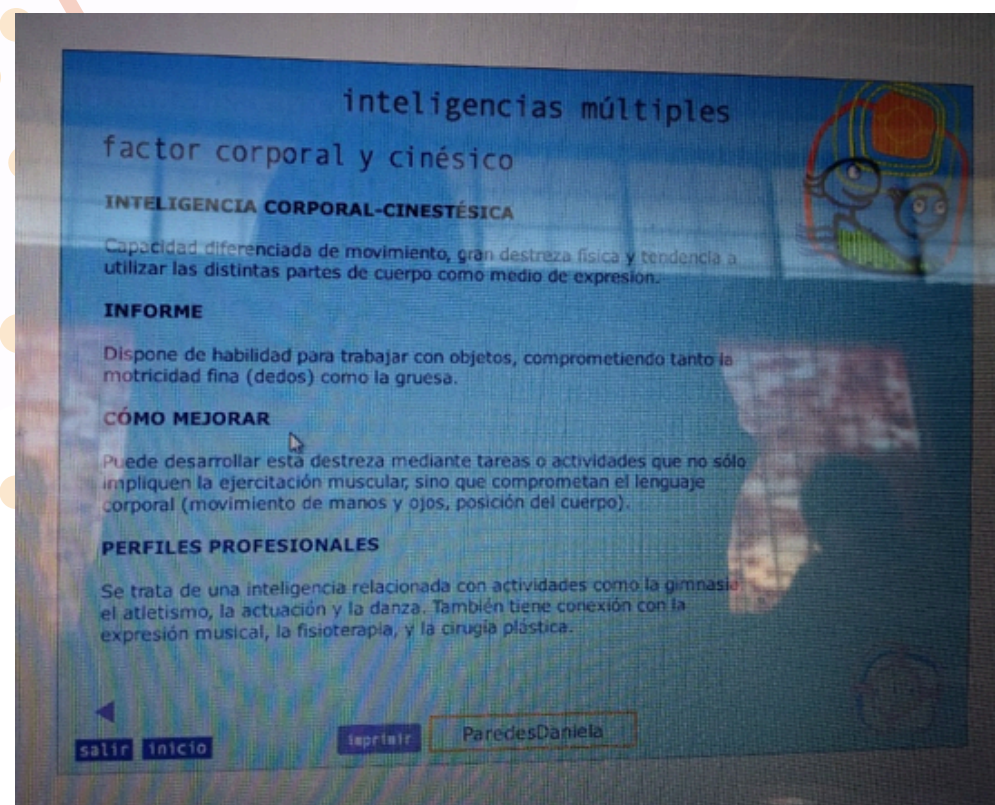 inteligencias múltiples
factor corporal y cinésico
INTELIGENCIA CORPORAL-CINESTÉSICA
Capacidad diferenciada de movimiento, gran destreza física y tendencia a
utilizar las distintas partes de cuerpo como medio de expresión.
INFORME
Dispone de habilidad para trabajar con objetos, comprometiendo tanto la
motricidad fina (dedos) como la gruesa.
CÓMO MEJORAR
Puede desarrollar esta destreza mediante tareas o actividades que no sólo
impliquen la ejercitación muscular, sino que comprometan el lenguaje
corporal (movimiento de manos y ojos, posición del cuerpo).
PERFILES PROFESIONALES
Se trata de una inteligencia relacionada con actividades como la gimnasia
el atletismo, la actuación y la danza. También tiene conexión con la
expresión musical, la fisioterapia, y la cirugía plástica.
salir inicio imprimir ParedesDaniela